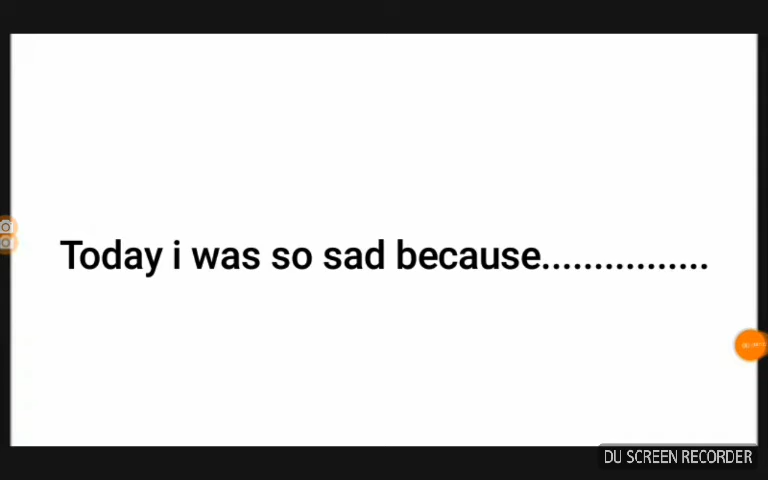 Today i was so sad because................
DU SCREEN RECORDER